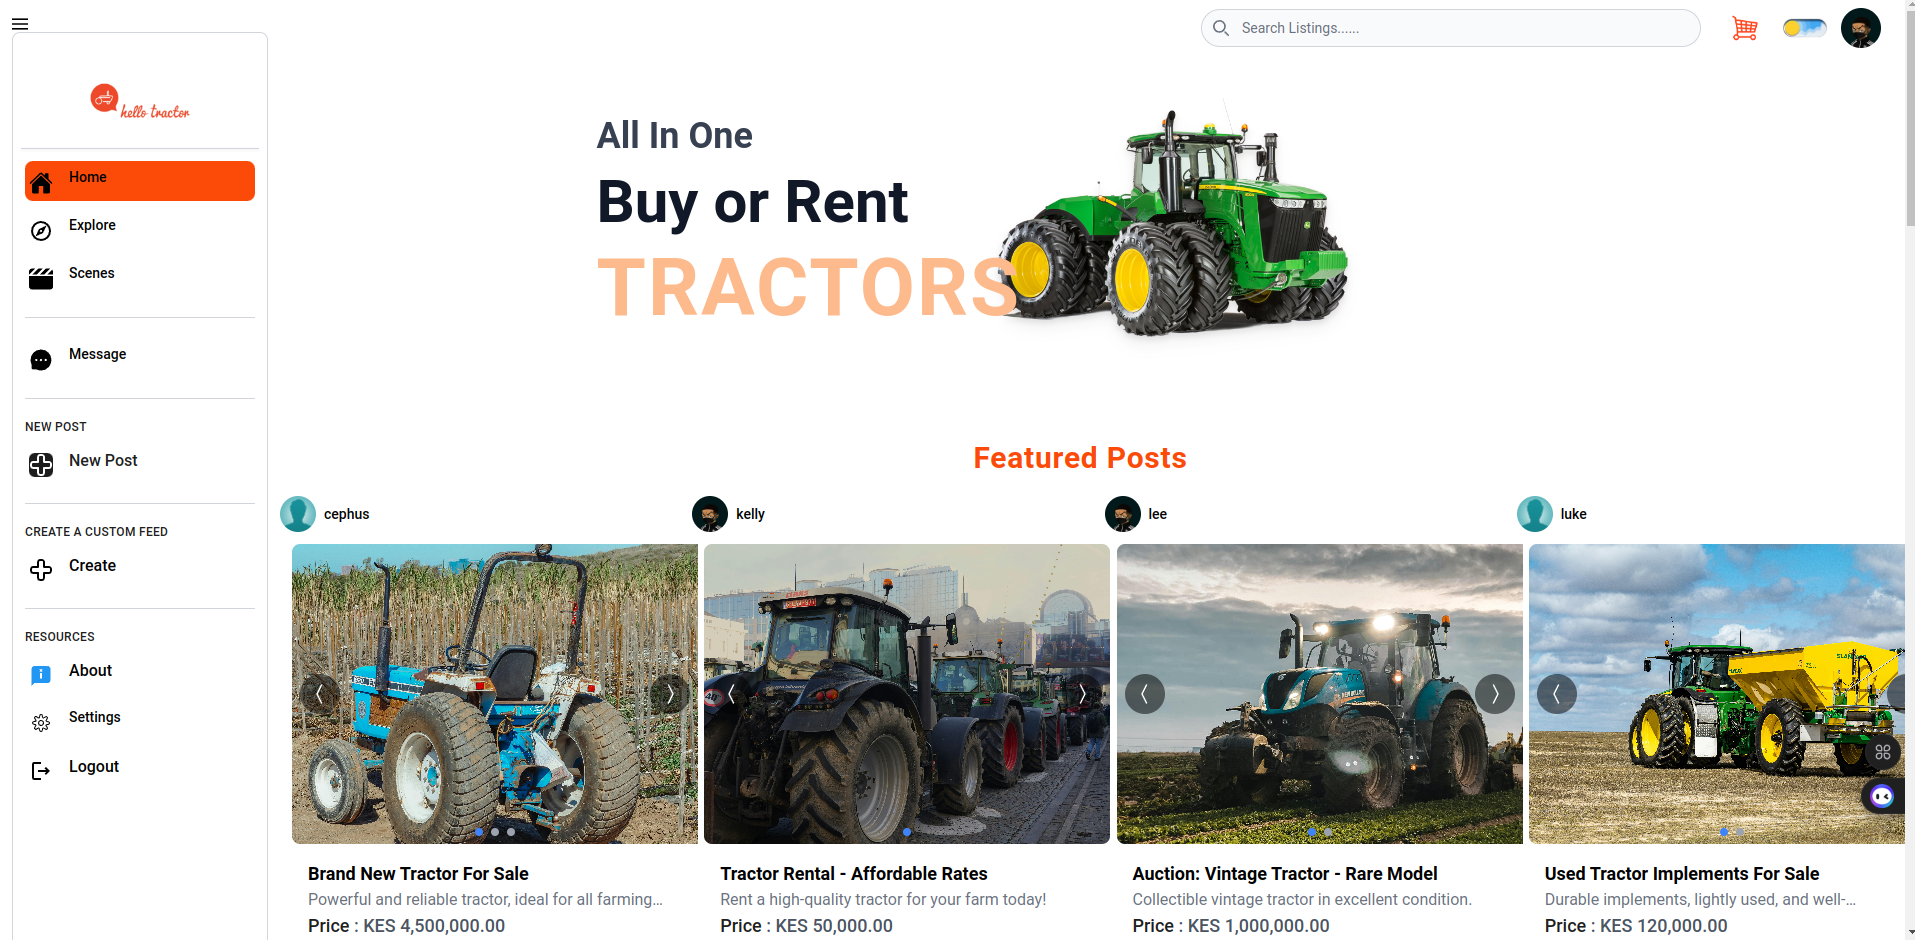 Search Listings......
hello tractor
Home
Explore
Scenes
Message
NEW POST
New Post
CREATE A CUSTOM FEED
Create
RESOURCES
About
Settings
Logout
All In One
Buy or Rent
TRACTORS
Featured Posts
cephus
kelly
lee
luke
Brand New Tractor For Sale
Powerful and reliable tractor, ideal for all farming...
Price : KES 4,500,000.00
Tractor Rental - Affordable Rates
Rent a high-quality tractor for your farm today!
Price : KES 50,000.00
Auction: Vintage Tractor - Rare Model
Collectible vintage tractor in excellent condition.
Price : KES 1,000,000.00
Used Tractor Implements For Sale
Durable implements, lightly used, and well-...
Price : KES 120,000.00